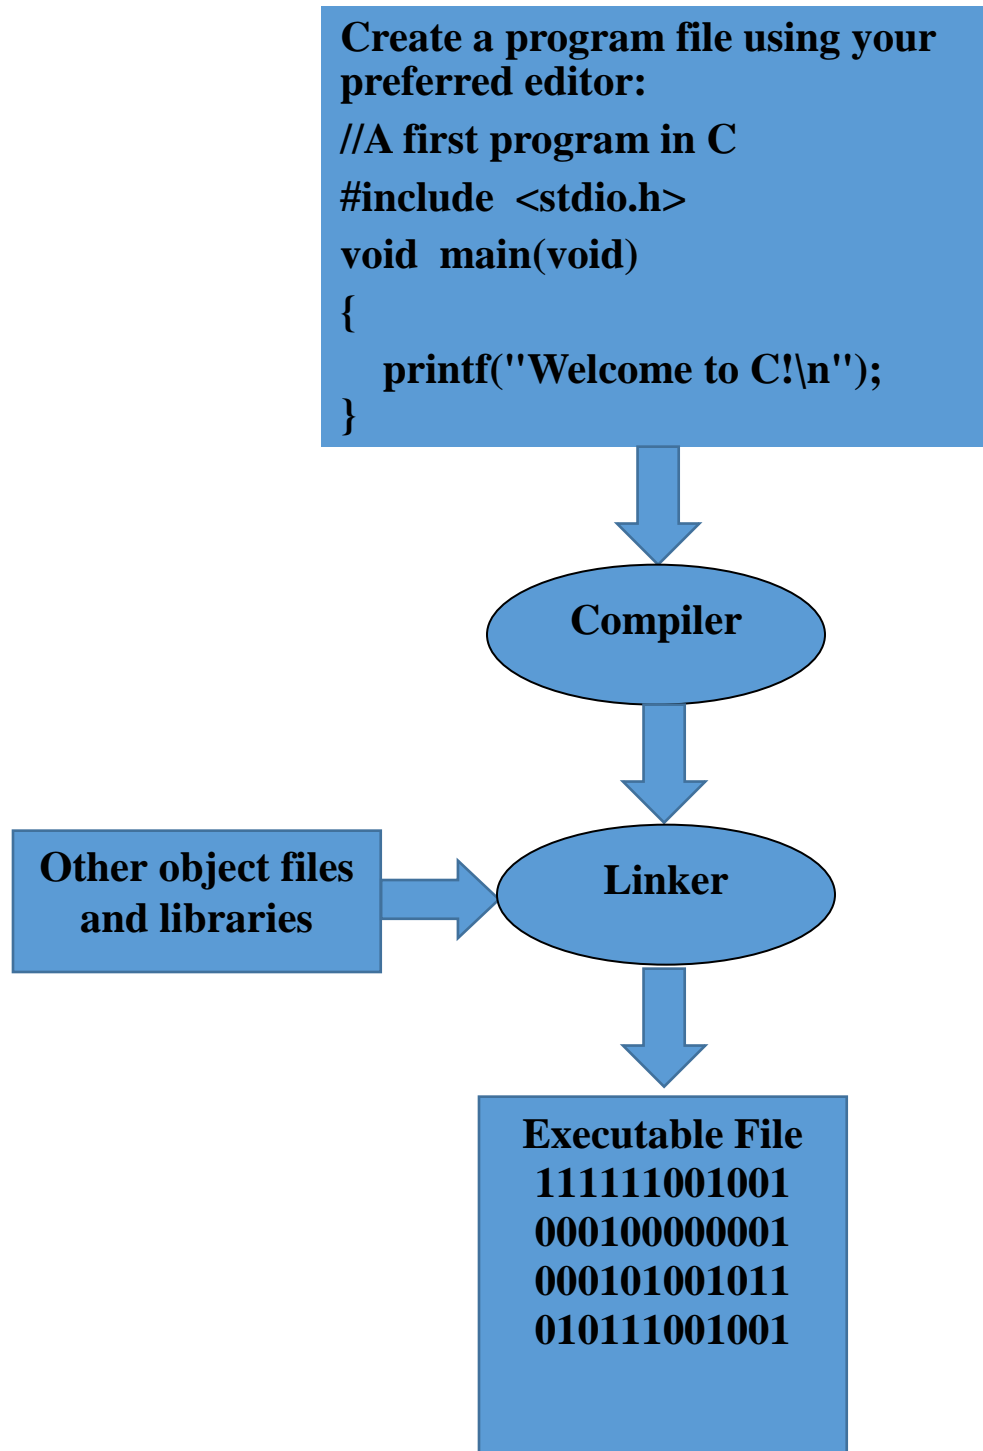 Create a program file using your
preferred editor:
//A first program in C
#include  <stdio.h>
void  main(void)
{
printf("Welcome to C!\n");
}
Compiler
Other object files
and libraries
Linker
Executable File
111111001001
000100000001
000101001011
010111001001